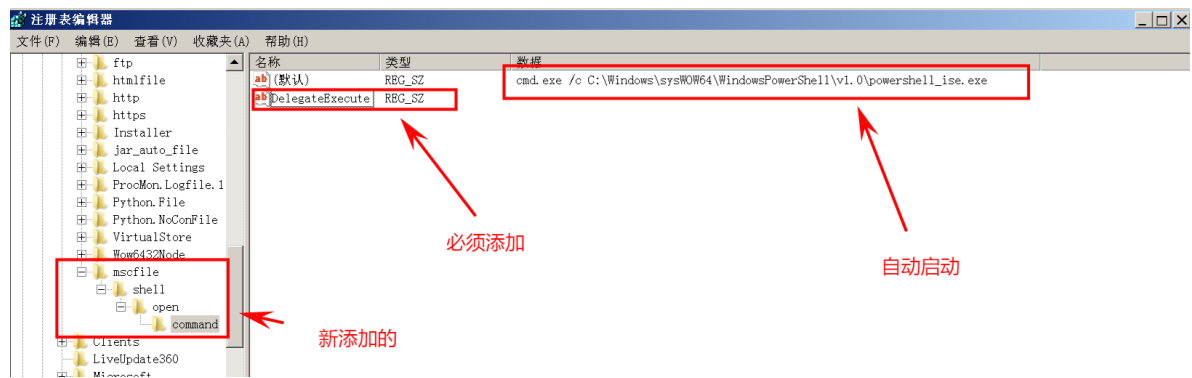 注册表编辑器
文件(F) 编辑(E) 查看(V) 收藏夹(A) 帮助(H)
名称 类型 数据
ab (默认) REG_SZ cmd.exe /c C:\Windows\sysWOW64\WindowsPowerShell\v1.0\powershell_ise.exe
ab DelegateExecute REG_SZ
ftp
htmlfile
http
https
Installer
jar_auto_file
Local Settings
ProcMon.Logfile.1
Python.File
Python.NoConFile
VirtualStore
Wow6432Node
mscfile
shell
open
command
Clients
LiveUpdate360
Microsoft
必须添加
自动启动
新添加的